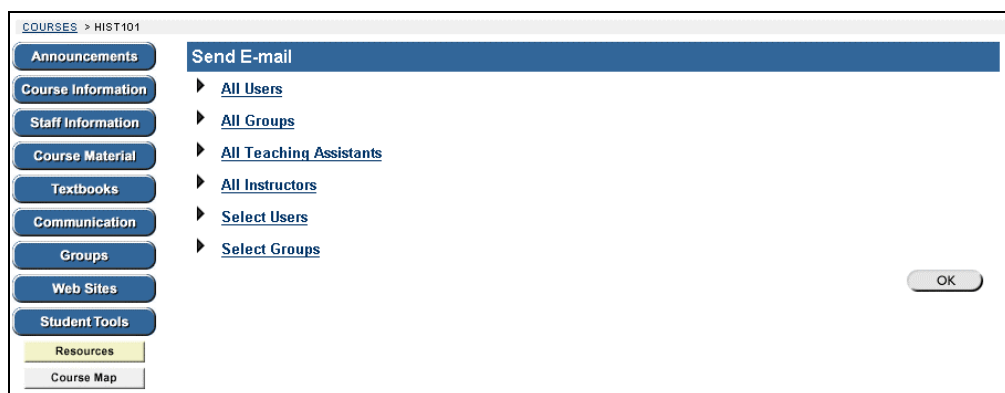 COURSES > HIST101
Announcements
Course Information
Staff Information
Course Material
Textbooks
Communication
Groups
Web Sites
Student Tools
Resources
Course Map
Send E-mail
All Users
All Groups
All Teaching Assistants
All Instructors
Select Users
Select Groups
OK